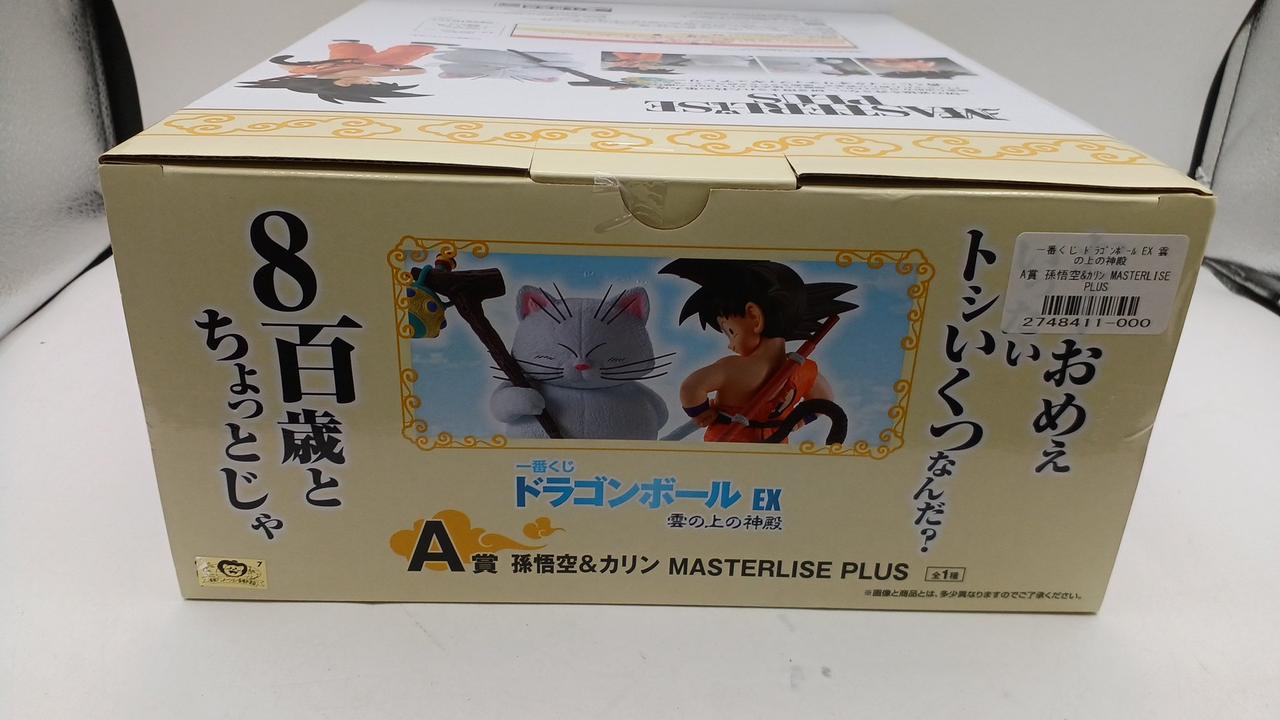 MASTERLISE
PLUS
8百歳と
ちょっとじゃ
おめえ
い
トシいくつなんだ?
一番くじ ドラゴンボール EX 雲
の上の神殿
A賞 孫悟空&カリン MASTERLISE
PLUS
2748411-000
一番くじ
ドラゴンボール EX
雲の上の神殿
A賞 孫悟空&カリン MASTERLISE PLUS 全1種
※画像と商品とは、多少異なりますのでご了承ください。